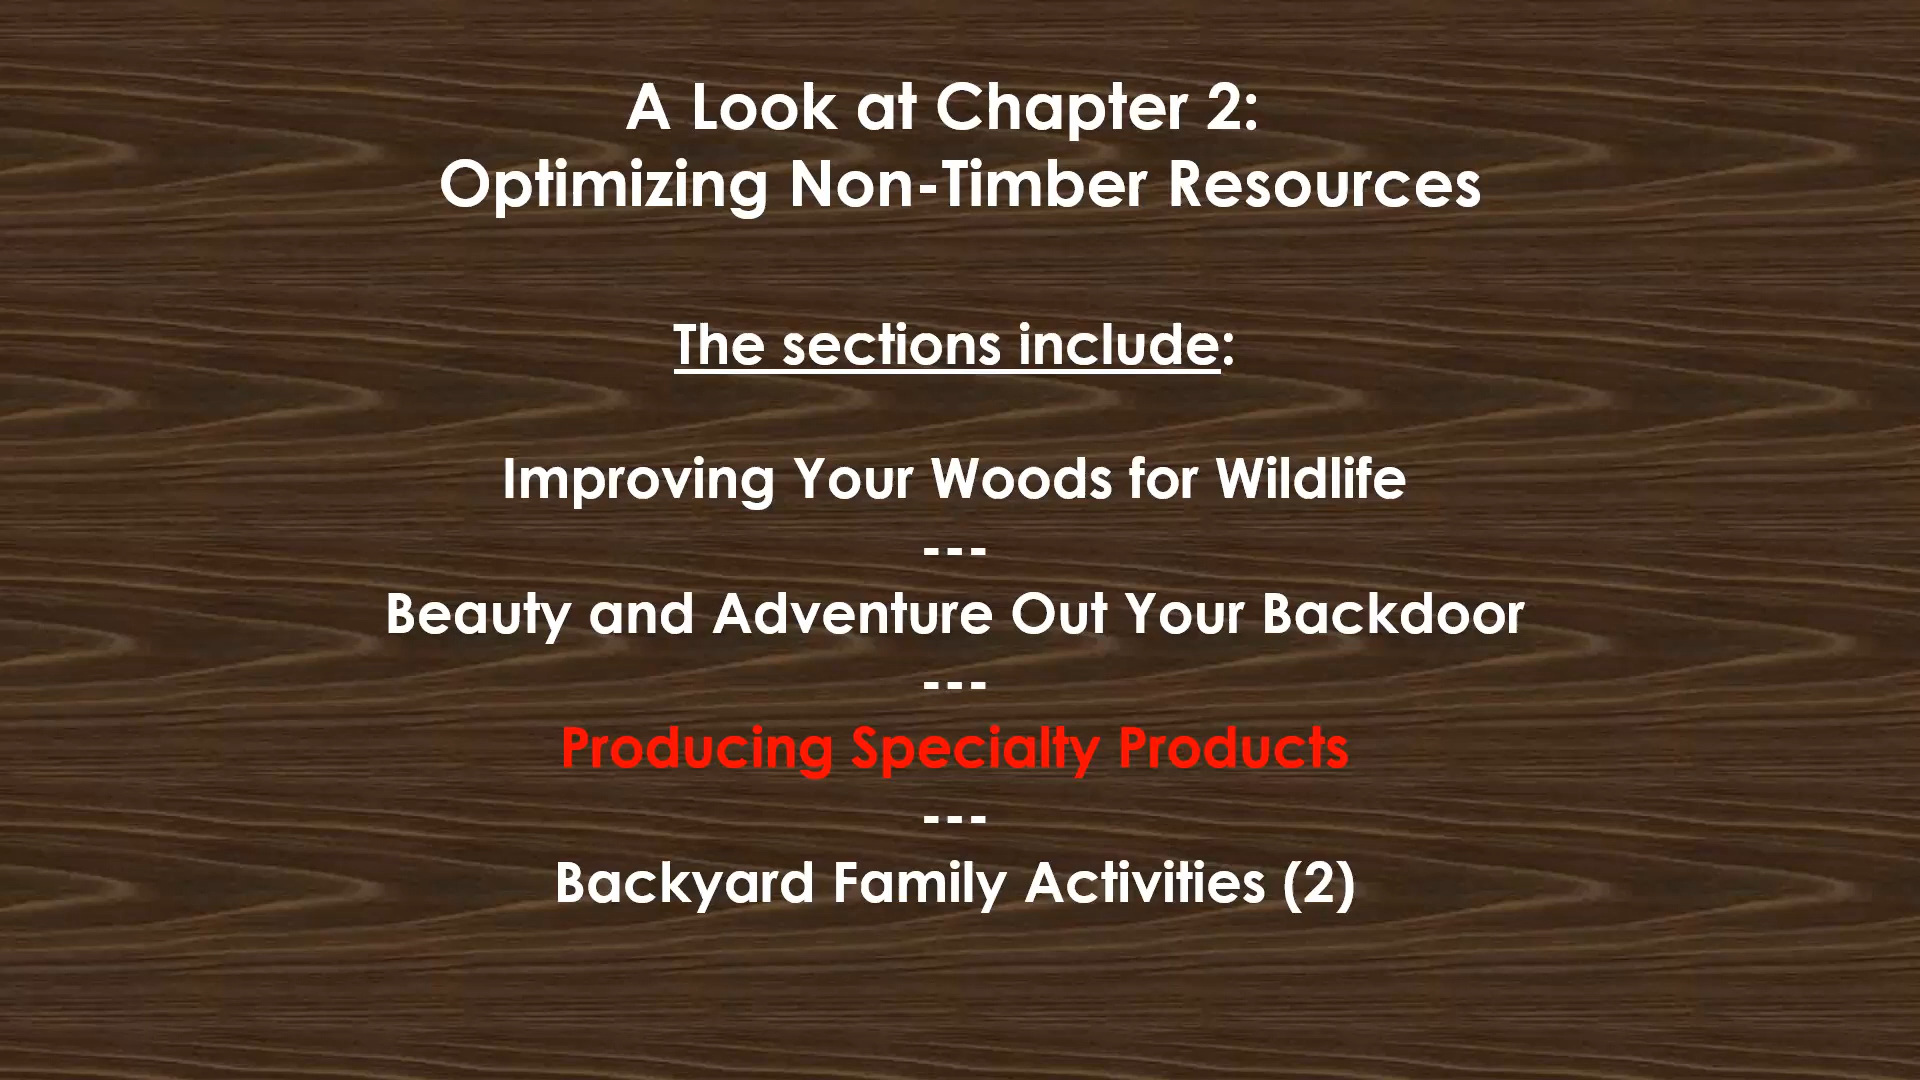 A Look at Chapter 2:
Optimizing Non-Timber Resources
The sections include:
Improving Your Woods for Wildlife
---
Beauty and Adventure Out Your Backdoor
---
Producing Specialty Products
---
Backyard Family Activities (2)